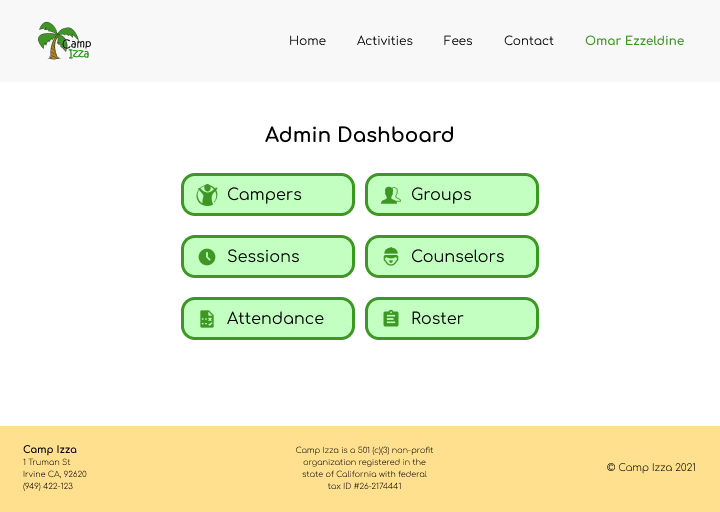 Camp
Izza
Home
Activities
Fees
Contact
Omar Ezzeldine
Admin Dashboard
Campers
Groups
Sessions
Counselors
Attendance
Roster
Camp Izza
1 Truman St
Irvine CA, 92620
(949) 422-123
Camp Izza is a 501 (c)(3) non-profit
organization registered in the
state of California with federal
tax ID #26-2174441
© Camp Izza 2021